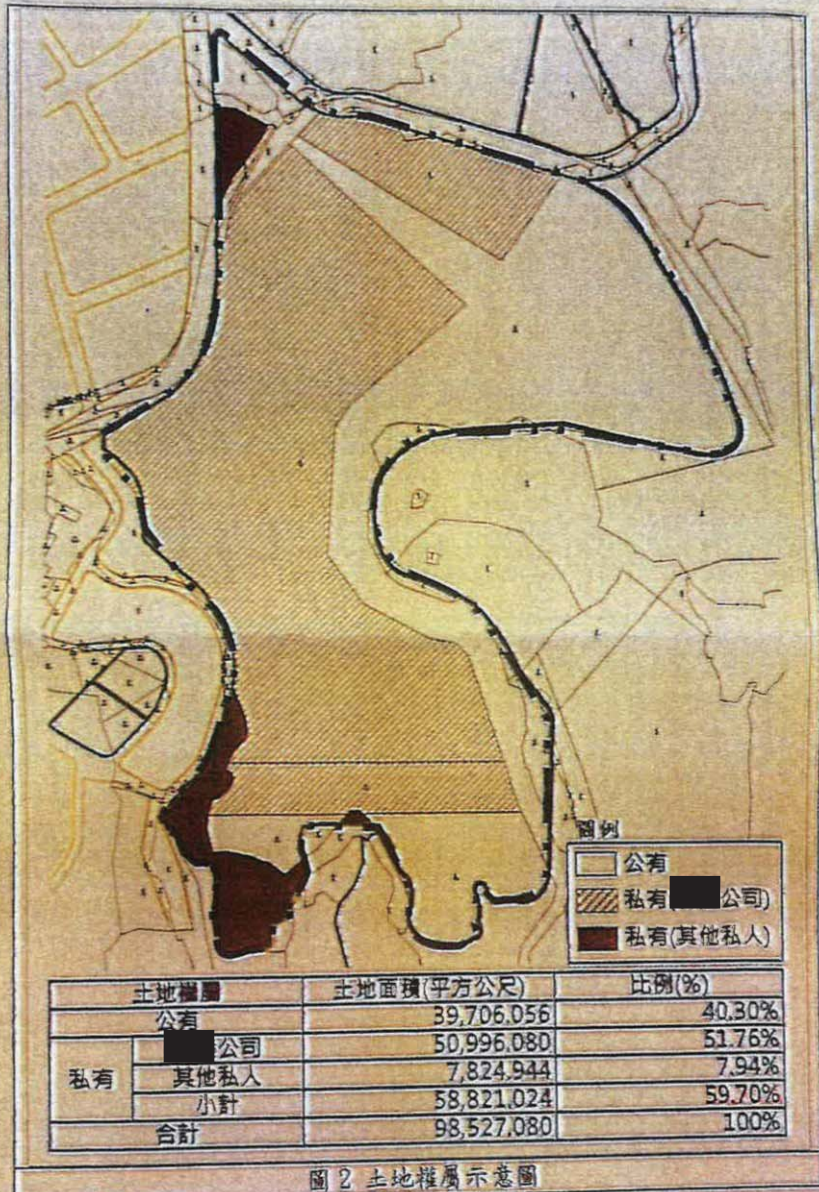 圖例
公有
私有( 公司)
私有(其他私人)
土地權屬 土地面積(平方公尺) 比例(%)
公有 39,706.056 40.30%
私有 公司 50,996.080 51.76%
其他私人 7,824.944 7.94%
小計 58,821.024 59.70%
合計 98,527.080 100%
圖 2 土地權屬示意圖